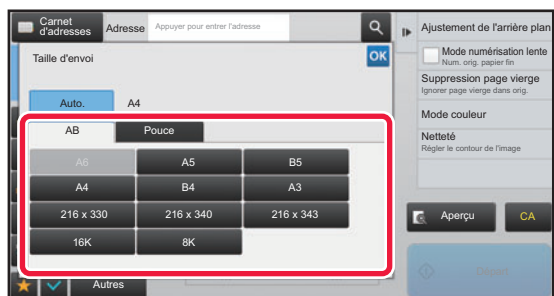 Carnet
d'adresses
Adresse
Appuyer pour entrer l'adresse
Taille d'envoi
OK
Auto.
A4
AB
Pouce
A6
A5
B5
A4
B4
A3
216 x 330
216 x 340
216 x 343
16K
8K
Autres
Ajustement de l'arrière plan
Mode numérisation lente
Num. orig. papier fin
Suppression page vierge
Ignorer page vierge dans orig.
Mode couleur
Netteté
Régler le contour de l'image
Aperçu
CA
Départ